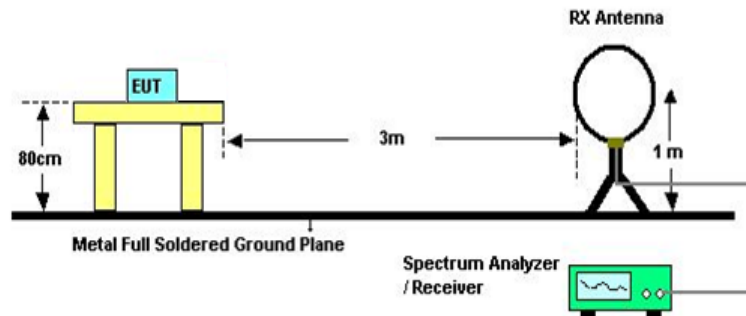 RX Antenna
EUT
80cm
3m
1 m
Metal Full Soldered Ground Plane
Spectrum Analyzer
/ Receiver